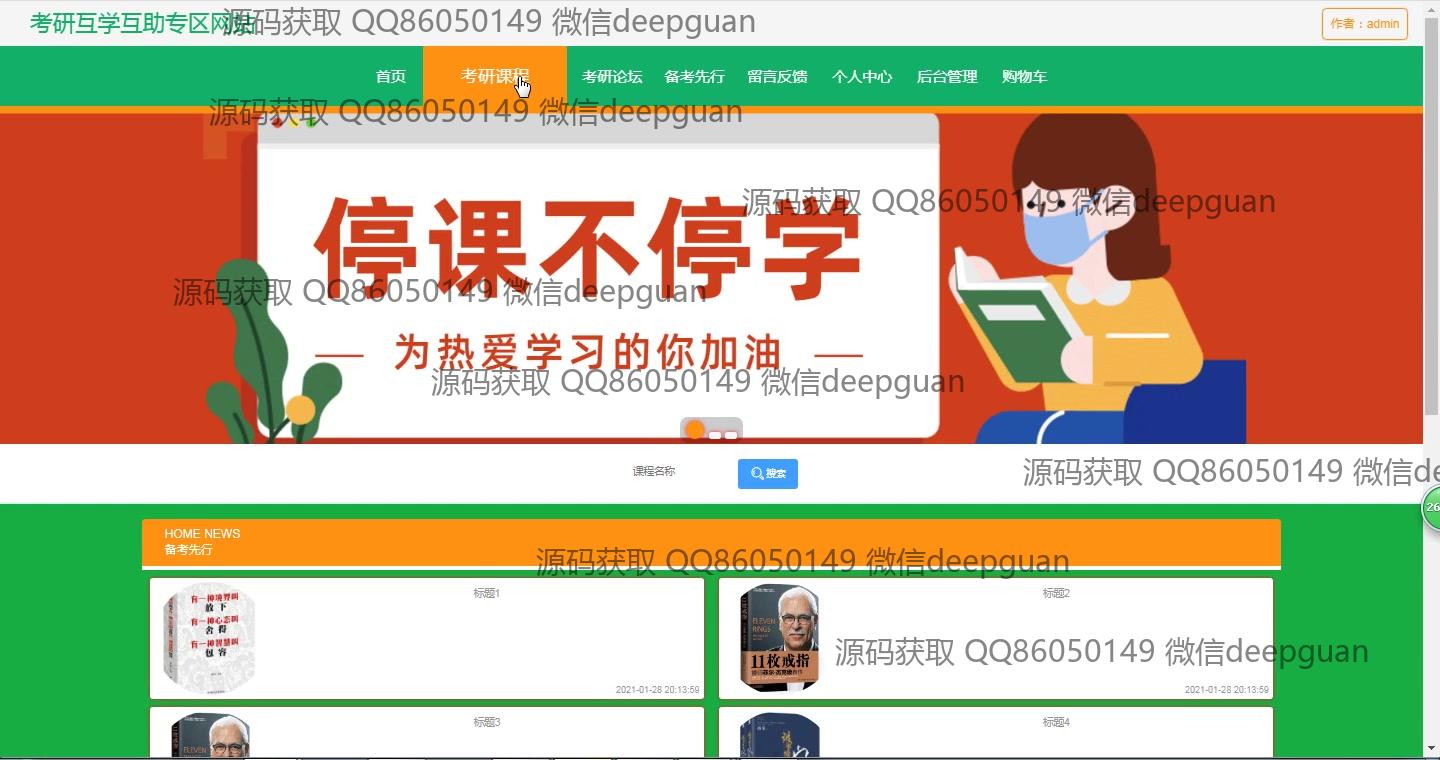 考研互学互助专区网站
源码获取 QQ86050149 微信deepguan
作者：admin
首页 考研课程 考研论坛 备考先行 留言反馈 个人中心 后台管理 购物车
源码获取 QQ86050149 微信deepguan
源码获取 QQ86050149 微信deepguan
停课不停学
源码获取 QQ86050149 微信deepguan
为热爱学习的你加油
源码获取 QQ86050149 微信deepguan
课程名称
搜索
源码获取 QQ86050149 微信de
26
HOME NEWS
备考先行
源码获取 QQ86050149 微信deepguan
有一种境界叫
放下
有一种心态叫
舍得
有一种智慧叫
包容
标题1
2021-01-28 20:13:59
ELEVEN
RINGS
11枚戒指
标题2
源码获取 QQ86050149 微信deepguan
2021-01-28 20:13:59
ELEVEN
标题3
标题4